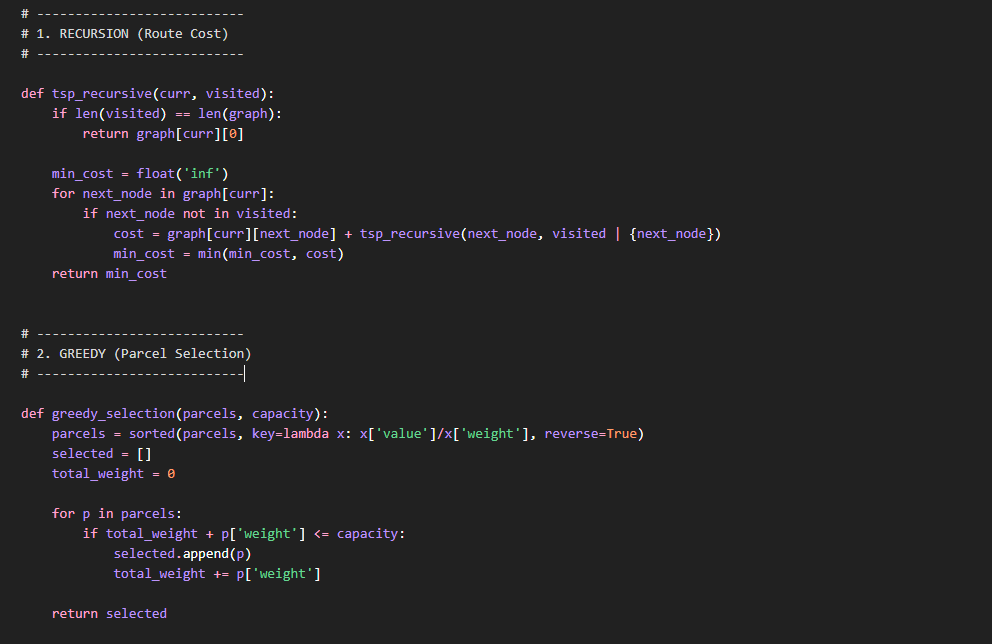 # ---------------------------
# 1. RECURSION (Route Cost)
# ---------------------------
def tsp_recursive(curr, visited):
    if len(visited) == len(graph):
        return graph[curr][0]
    min_cost = float('inf')
    for next_node in graph[curr]:
        if next_node not in visited:
            cost = graph[curr][next_node] + tsp_recursive(next_node, visited | {next_node})
            min_cost = min(min_cost, cost)
    return min_cost
# ---------------------------
# 2. GREEDY (Parcel Selection)
# ---------------------------
def greedy_selection(parcels, capacity):
    parcels = sorted(parcels, key=lambda x: x['value']/x['weight'], reverse=True)
    selected = []
    total_weight = 0
    for p in parcels:
        if total_weight + p['weight'] <= capacity:
            selected.append(p)
            total_weight += p['weight']
    return selected